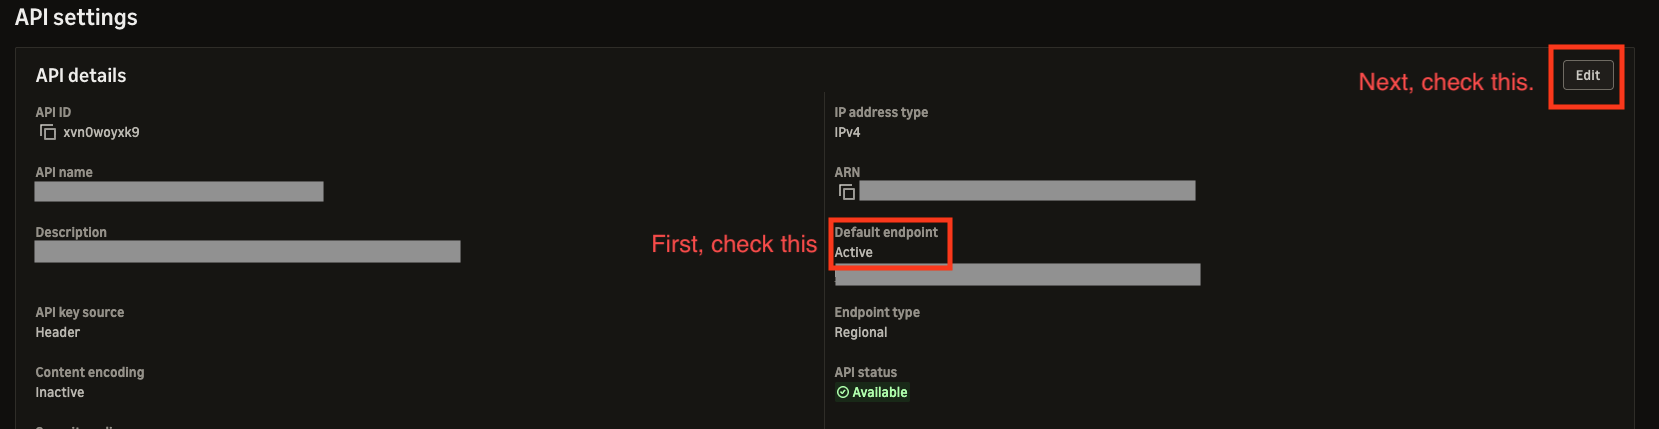 API settings
API details
Edit
Next, check this.
API ID
xvn0woyxk9
IP address type
IPv4
API name
ARN
Description
First, check this
Default endpoint
Active
API key source
Header
Endpoint type
Regional
Content encoding
Inactive
API status
Available